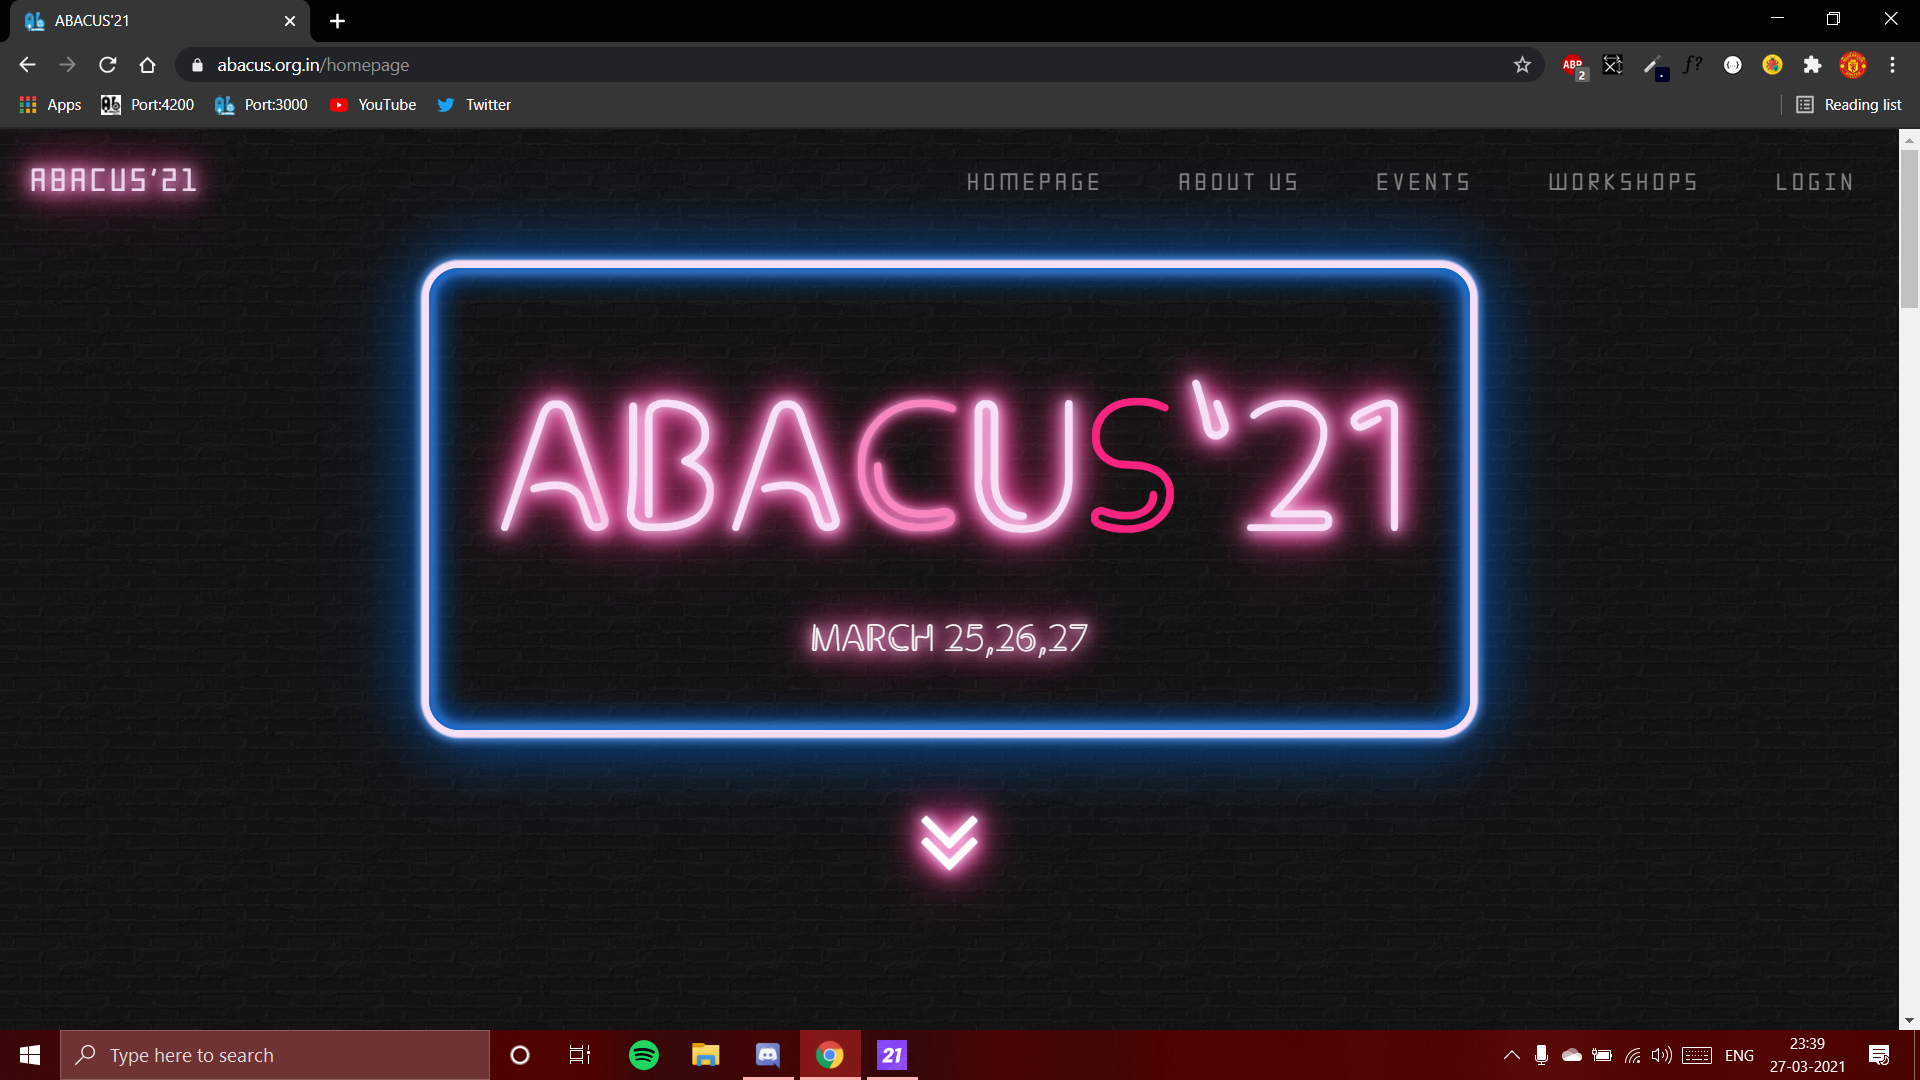 ABACUS'21
abacus.org.in/homepage
ABP
2
f?
Apps
Port:4200
Port:3000
YouTube
Twitter
Reading list
ABACUS'21
HOMEPAGE
ABOUT US
EVENTS
WORKSHOPS
LOGIN
ABACUS'21
MARCH 25,26,27
Type here to search
21
ENG
23:39
27-03-2021